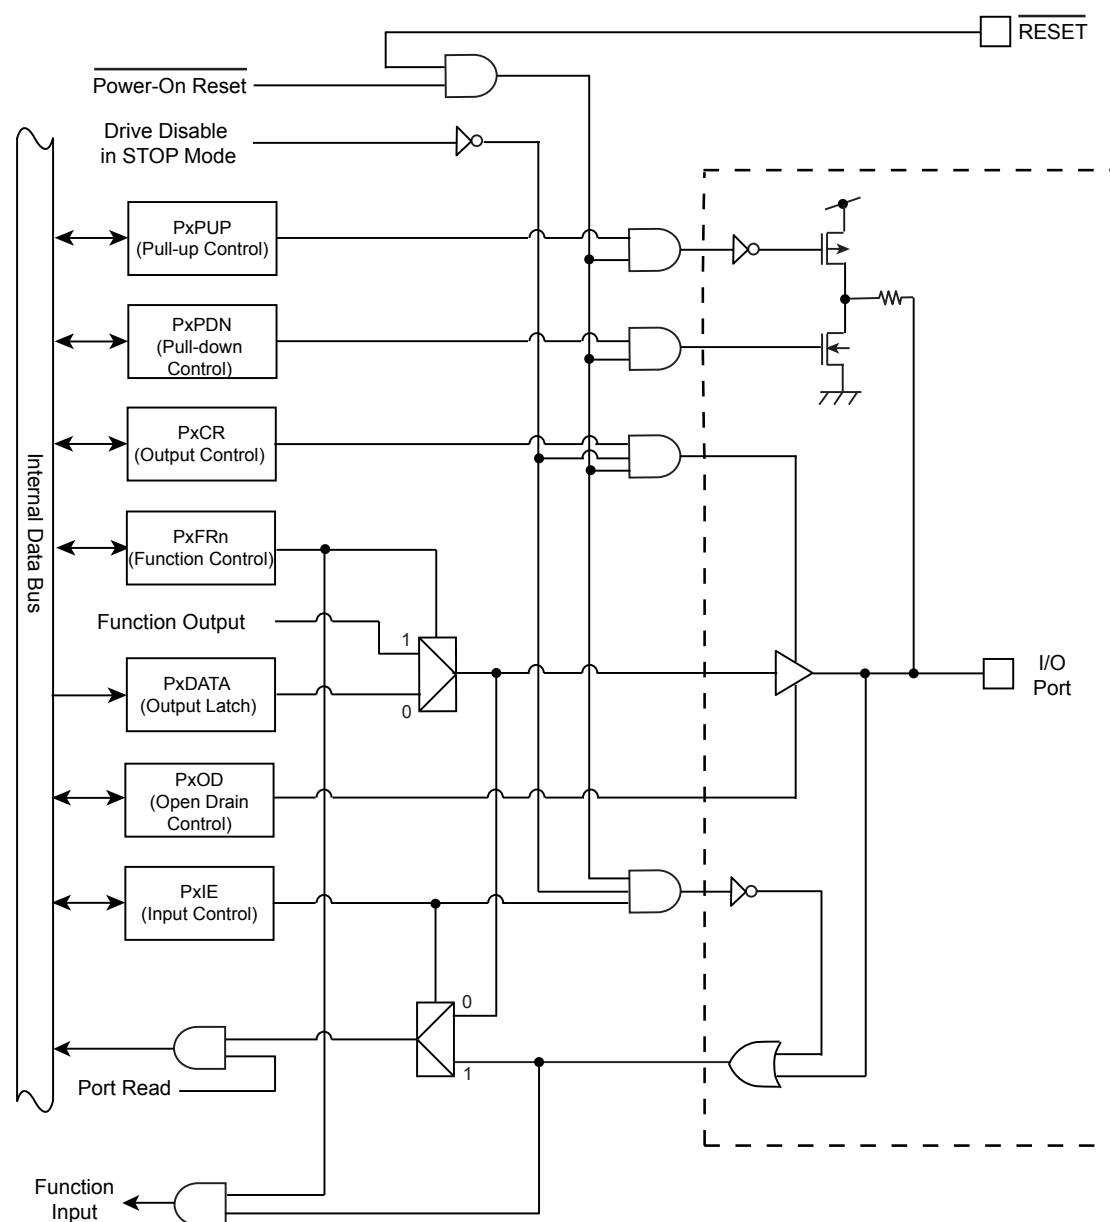 RESET
Power-On Reset
Drive Disable
in STOP Mode
PxPUP
(Pull-up Control)
PxPDN
(Pull-down
Control)
PxCR
(Output Control)
Internal Data Bus
PxFRn
(Function Control)
Function Output
1
PxDATA
(Output Latch)
0
I/O
Port
PxOD
(Open Drain
Control)
PxIE
(Input Control)
0
1
Port Read
Function
Input